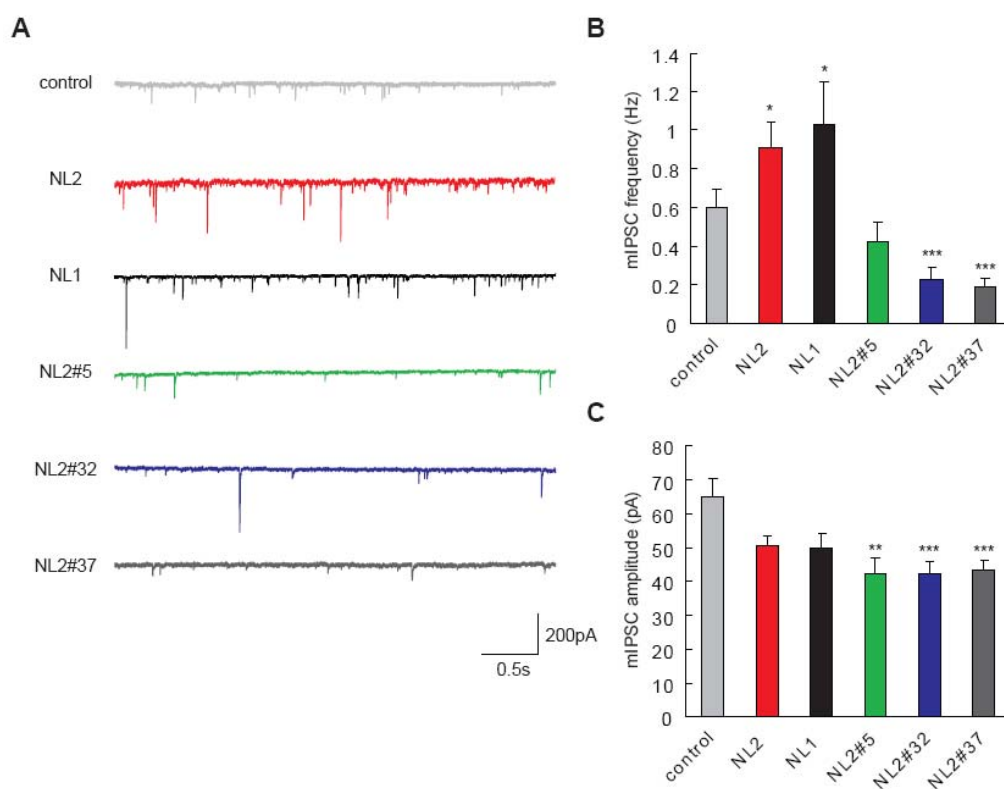 A
control
NL2
NL1
NL2#5
NL2#32
NL2#37
200pA
0.5s
B
mIPSC frequency (Hz)
1.4
1.2
1
0.8
0.6
0.4
0.2
0
*
*
***
***
control
NL2
NL1
NL2#5
NL2#32
NL2#37
C
mIPSC amplitude (pA)
80
70
60
50
40
30
20
10
0
**
***
***
control
NL2
NL1
NL2#5
NL2#32
NL2#37